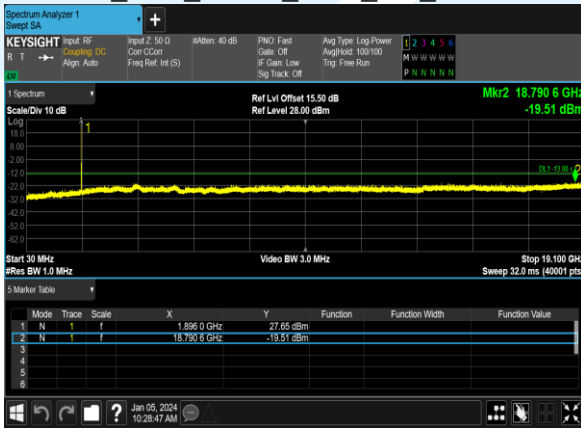 Spectrum Analyzer 1
Swept SA
KEYSIGHT Input: RF Input Z: 50 Ω #Atten: 40 dB PNO: Fast Avg Type: Log-Power 1 2 3 4 5 6
R T Coupling: DC Corr CCorr Gate: Off Avg|Hold: 100/100 M W W W W W
Align: Auto Freq Ref: Int (S) IF Gain: Low Trig: Free Run P N N N N N
Sig Track: Off
1 Spectrum Ref Lvl Offset 15.50 dB Mkr2 18.790 6 GHz
Scale/Div 10 dB Ref Level 28.00 dBm -19.51 dBm
Log
18.0
8.00
-2.00
-12.0
-22.0
-32.0
-42.0
-52.0
-62.0
1
DL1 -13.00
Start 30 MHz Video BW 3.0 MHz Stop 19.100 GHz
#Res BW 1.0 MHz Sweep 32.0 ms (40001 pts)
5 Marker Table
Mode Trace Scale X Y Function Function Width Function Value
1 N 1 f 1.896 0 GHz 27.65 dBm
2 N 1 f 18.790 6 GHz -19.51 dBm
3
4
5
6
Jan 05, 2024
10:28:47 AM